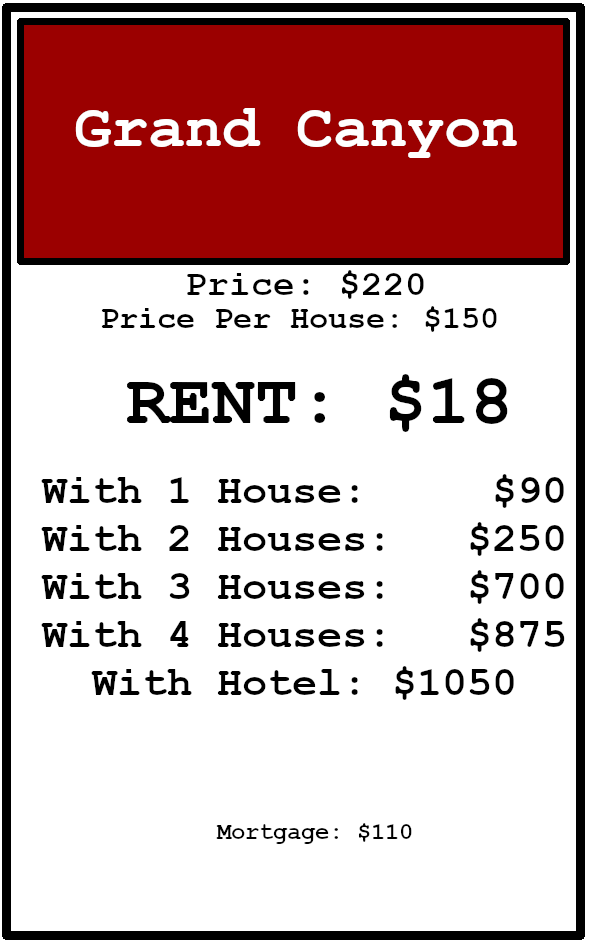 Grand Canyon
Price: $220
Price Per House: $150
RENT: $18
With 1 House: $90
With 2 Houses: $250
With 3 Houses: $700
With 4 Houses: $875
With Hotel: $1050
Mortgage: $110